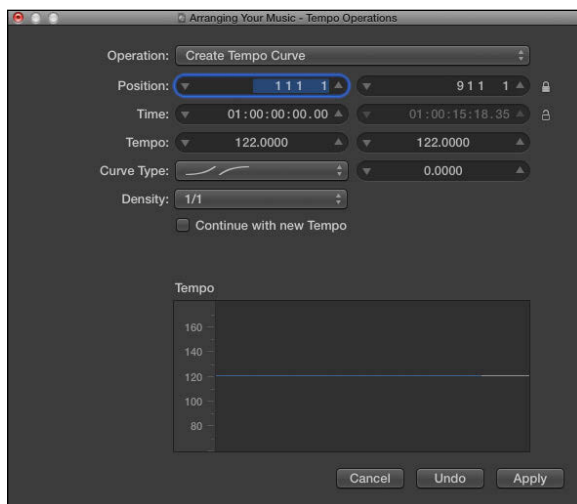 Arranging Your Music - Tempo Operations
Operation: Create Tempo Curve
Position: 1 1 1 1 9 1 1 1
Time: 01:00:00:00.00 01:00:15:18.35
Tempo: 122.0000 122.0000
Curve Type: 0.0000
Density: 1/1
Continue with new Tempo
Tempo
160
140
120
100
80
Cancel Undo Apply